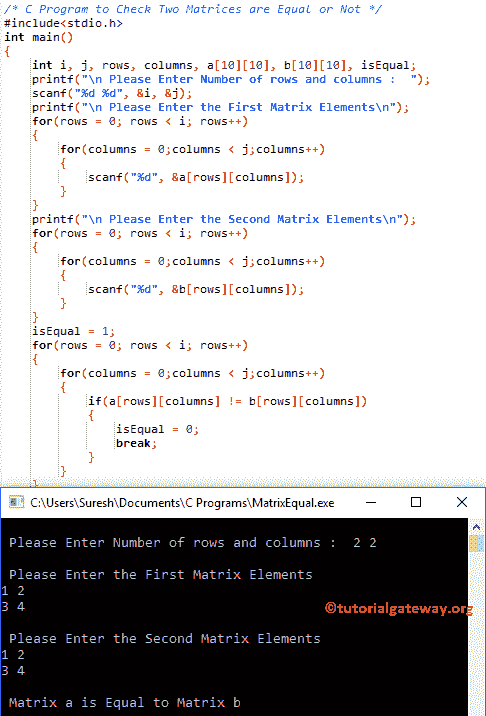 /* C Program to Check Two Matrices are Equal or Not */
#include<stdio.h>
int main()
{
    int i, j, rows, columns, a[10][10], b[10][10], isEqual;
    printf("\n Please Enter Number of rows and columns :  ");
    scanf("%d %d", &i, &j);
    printf("\n Please Enter the First Matrix Elements\n");
    for(rows = 0; rows < i; rows++)
    {
        for(columns = 0;columns < j;columns++)
        {
            scanf("%d", &a[rows][columns]);
        }
    }
    printf("\n Please Enter the Second Matrix Elements\n");
    for(rows = 0; rows < i; rows++)
    {
        for(columns = 0;columns < j;columns++)
        {
            scanf("%d", &b[rows][columns]);
        }
    }
    isEqual = 1;
    for(rows = 0; rows < i; rows++)
    {
        for(columns = 0;columns < j;columns++)
        {
            if(a[rows][columns] != b[rows][columns])
            {
                isEqual = 0;
                break;
            }
        }
C:\Users\Suresh\Documents\C Programs\MatrixEqual.exe
Please Enter Number of rows and columns :  2 2
Please Enter the First Matrix Elements
1 2
3 4
©tutorialgateway.org
Please Enter the Second Matrix Elements
1 2
3 4
Matrix a is Equal to Matrix b